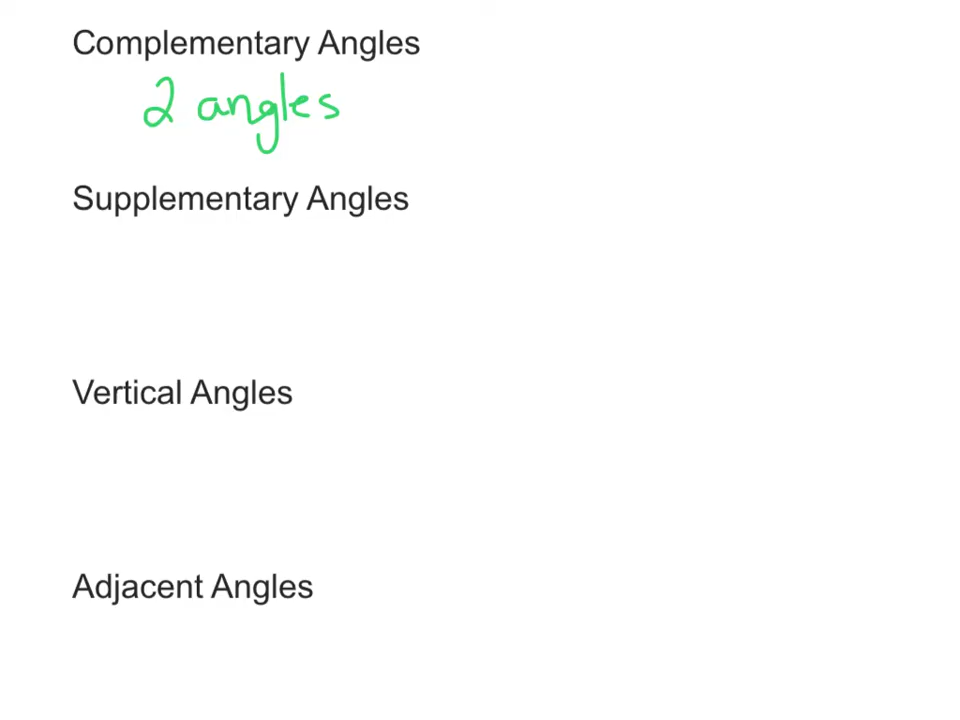 Complementary Angles
2 angles
Supplementary Angles
Vertical Angles
Adjacent Angles